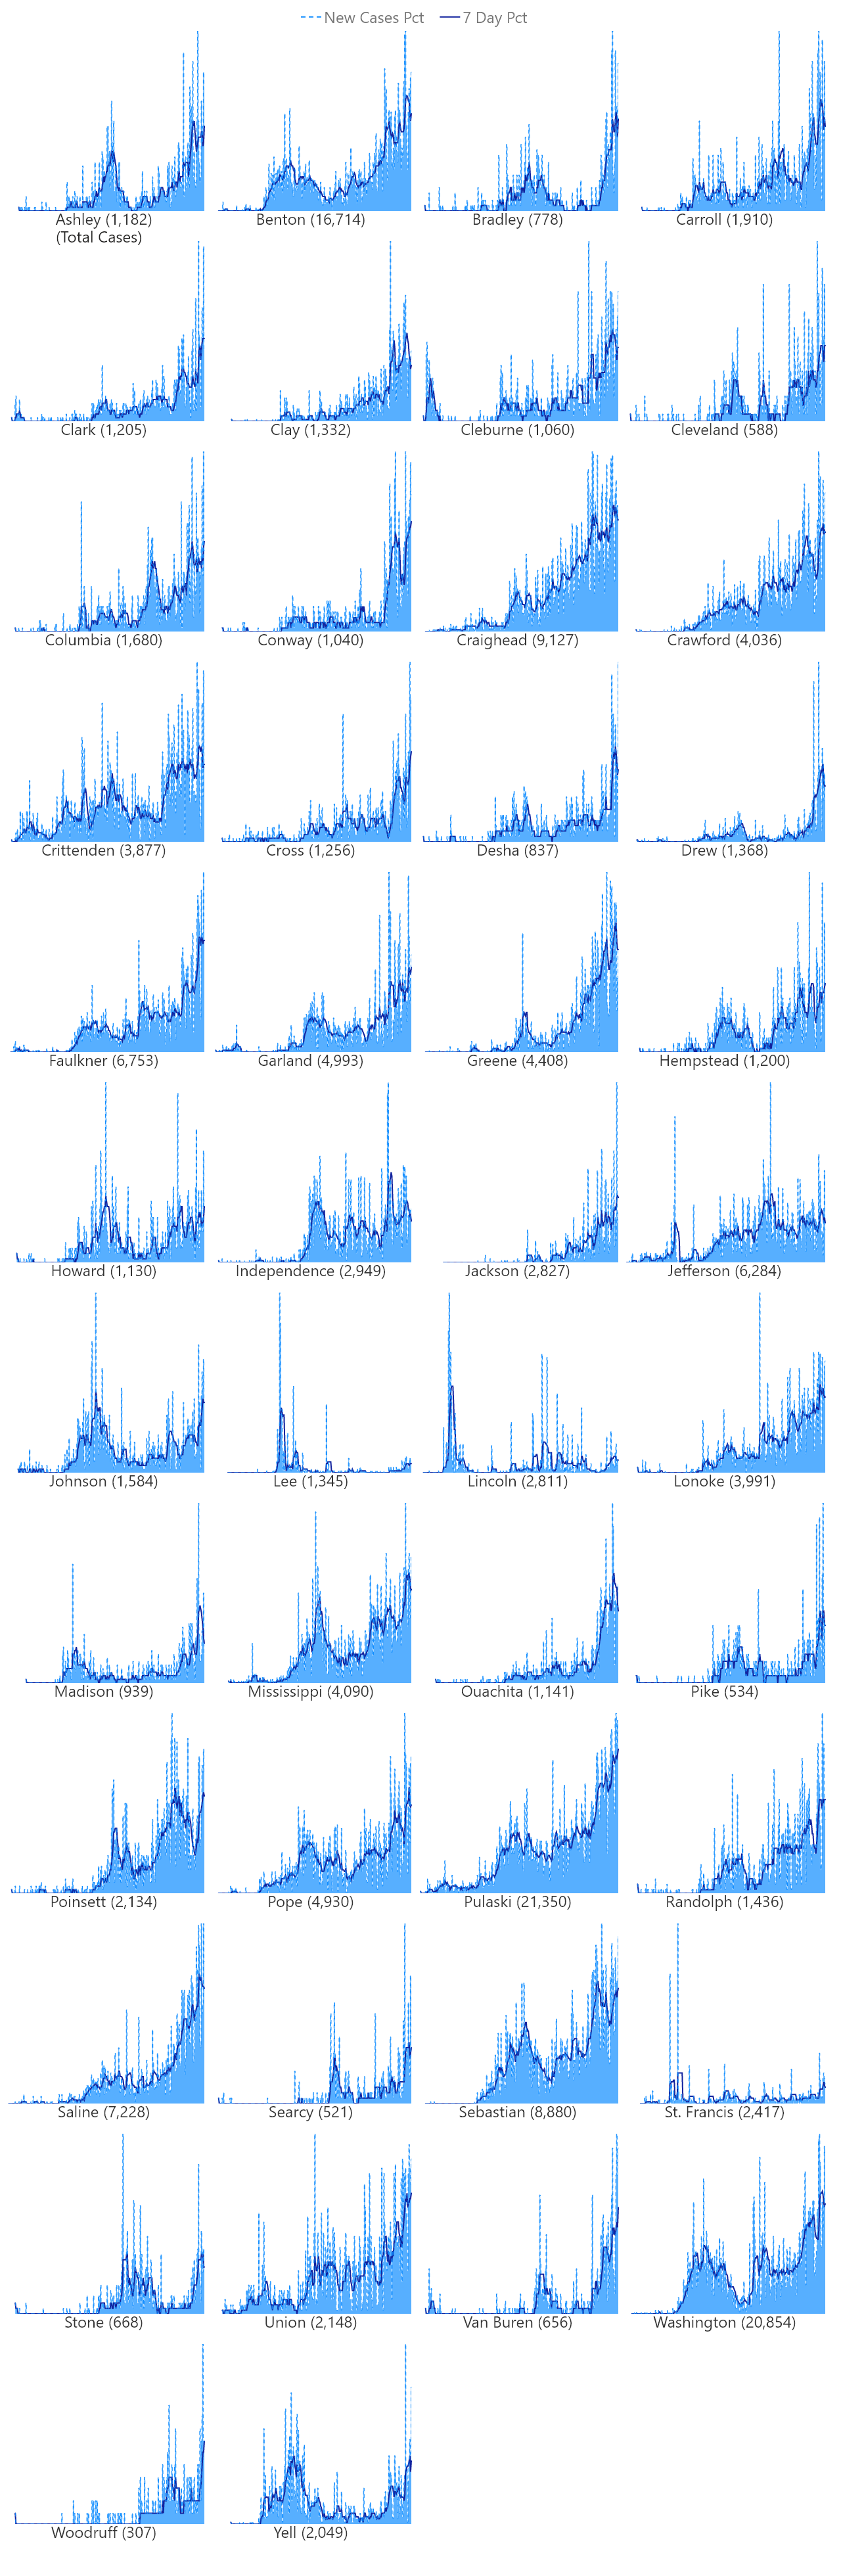 New Cases Pct 7 Day Pct
Ashley (1,182) Benton (16,714) Bradley (778) Carroll (1,910)
(Total Cases)
Clark (1,205) Clay (1,332) Cleburne (1,060) Cleveland (588)
Columbia (1,680) Conway (1,040) Craighead (9,127) Crawford (4,036)
Crittenden (3,877) Cross (1,256) Desha (837) Drew (1,368)
Faulkner (6,753) Garland (4,993) Greene (4,408) Hempstead (1,200)
Howard (1,130) Independence (2,949) Jackson (2,827) Jefferson (6,284)
Johnson (1,584) Lee (1,345) Lincoln (2,811) Lonoke (3,991)
Madison (939) Mississippi (4,090) Ouachita (1,141) Pike (534)
Poinsett (2,134) Pope (4,930) Pulaski (21,350) Randolph (1,436)
Saline (7,228) Searcy (521) Sebastian (8,880) St. Francis (2,417)
Stone (668) Union (2,148) Van Buren (656) Washington (20,854)
Woodruff (307) Yell (2,049)